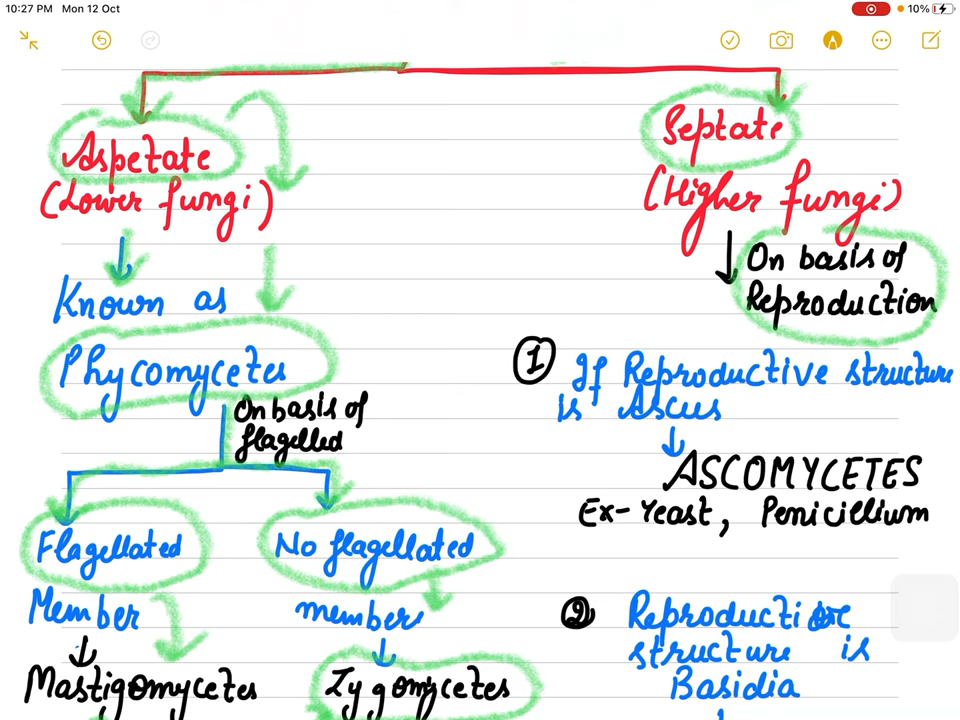 10:27 PM Mon 12 Oct
10%
Aspetate
(Lower fungi)
Known as
Phycomycetes
On basis of
flagelled
Flagellated
Member
Mastigomycetes
No flagellated
member
Zygomycetes
Septate
(Higher fungi)
On basis of
Reproduction
1 If Reproductive structure
is Ascus
ASCOMYCETES
Ex- Yeast, Penicillium
2 Reproductive
structure is
Basidia